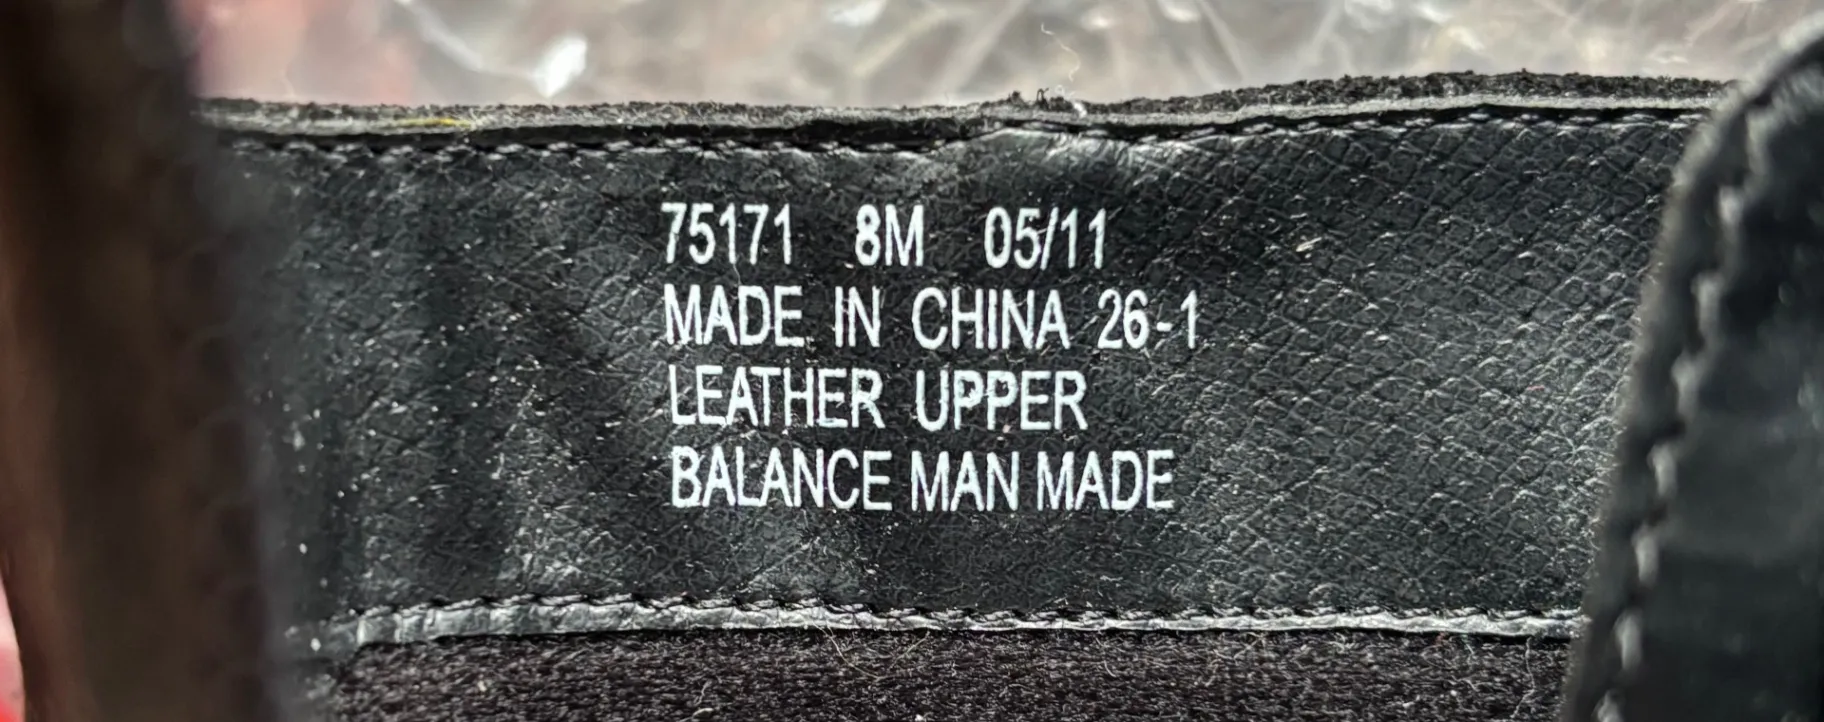 75171 8M 05/11
MADE IN CHINA 26-1
LEATHER UPPER
BALANCE MAN MADE